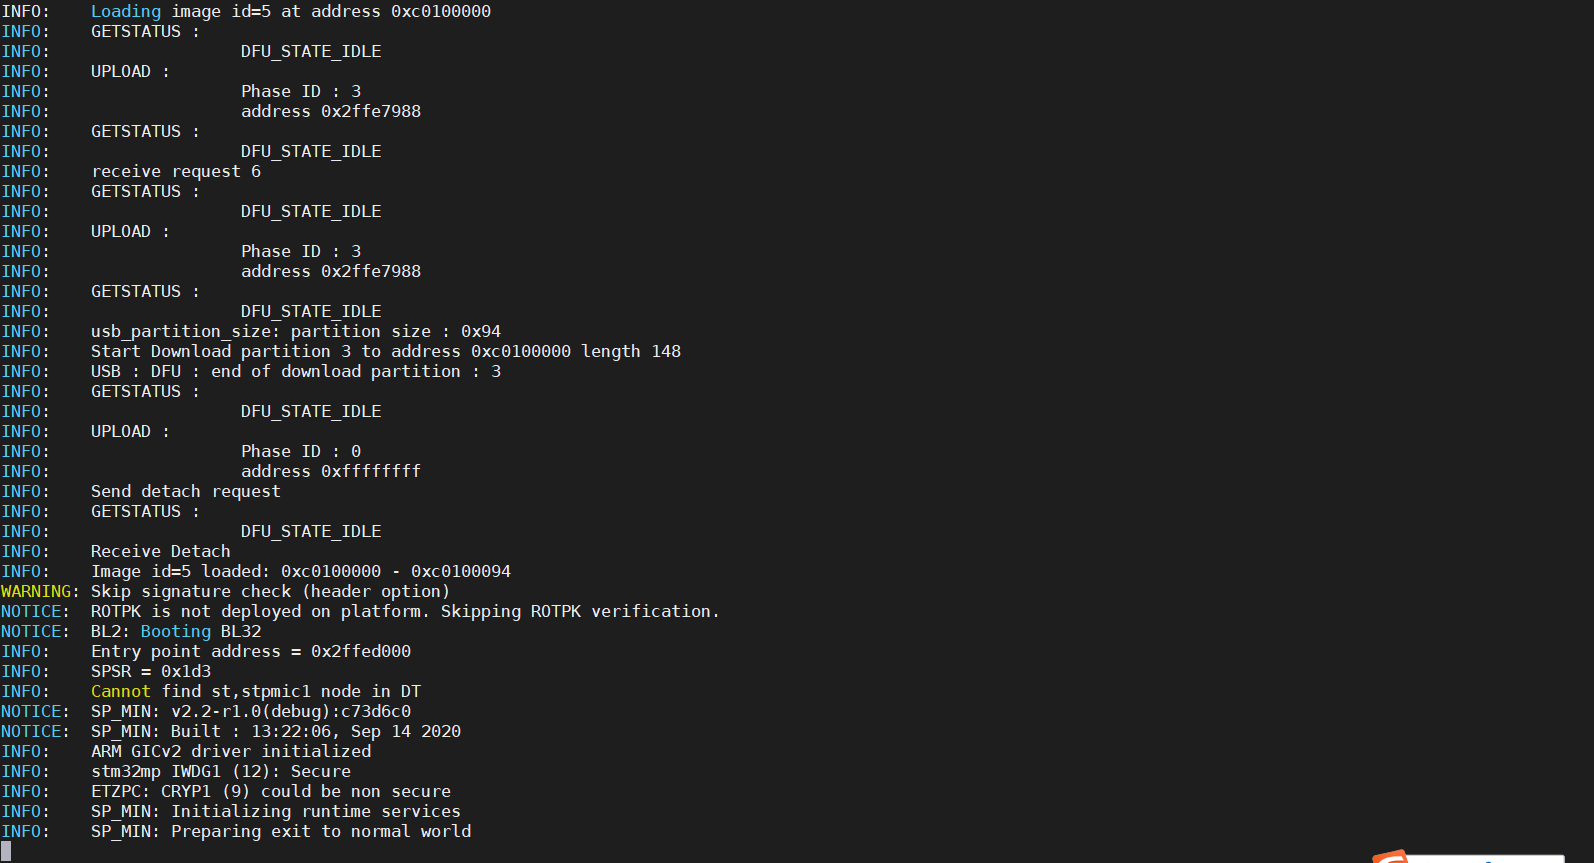 INFO:    Loading image id=5 at address 0xc0100000
INFO:    GETSTATUS :
INFO:                   DFU_STATE_IDLE
INFO:    UPLOAD :
INFO:                   Phase ID : 3
INFO:                   address 0x2ffe7988
INFO:    GETSTATUS :
INFO:                   DFU_STATE_IDLE
INFO:    receive request 6
INFO:    GETSTATUS :
INFO:                   DFU_STATE_IDLE
INFO:    UPLOAD :
INFO:                   Phase ID : 3
INFO:                   address 0x2ffe7988
INFO:    GETSTATUS :
INFO:                   DFU_STATE_IDLE
INFO:    usb_partition_size: partition size : 0x94
INFO:    Start Download partition 3 to address 0xc0100000 length 148
INFO:    USB : DFU : end of download partition : 3
INFO:    GETSTATUS :
INFO:                   DFU_STATE_IDLE
INFO:    UPLOAD :
INFO:                   Phase ID : 0
INFO:                   address 0xffffffff
INFO:    Send detach request
INFO:    GETSTATUS :
INFO:                   DFU_STATE_IDLE
INFO:    Receive Detach
INFO:    Image id=5 loaded: 0xc0100000 - 0xc0100094
WARNING: Skip signature check (header option)
NOTICE:  ROTPK is not deployed on platform. Skipping ROTPK verification.
NOTICE:  BL2: Booting BL32
INFO:    Entry point address = 0x2ffed000
INFO:    SPSR = 0x1d3
INFO:    Cannot find st,stpmic1 node in DT
NOTICE:  SP_MIN: v2.2-r1.0(debug):c73d6c0
NOTICE:  SP_MIN: Built : 13:22:06, Sep 14 2020
INFO:    ARM GICv2 driver initialized
INFO:    stm32mp IWDG1 (12): Secure
INFO:    ETZPC: CRYP1 (9) could be non secure
INFO:    SP_MIN: Initializing runtime services
INFO:    SP_MIN: Preparing exit to normal world